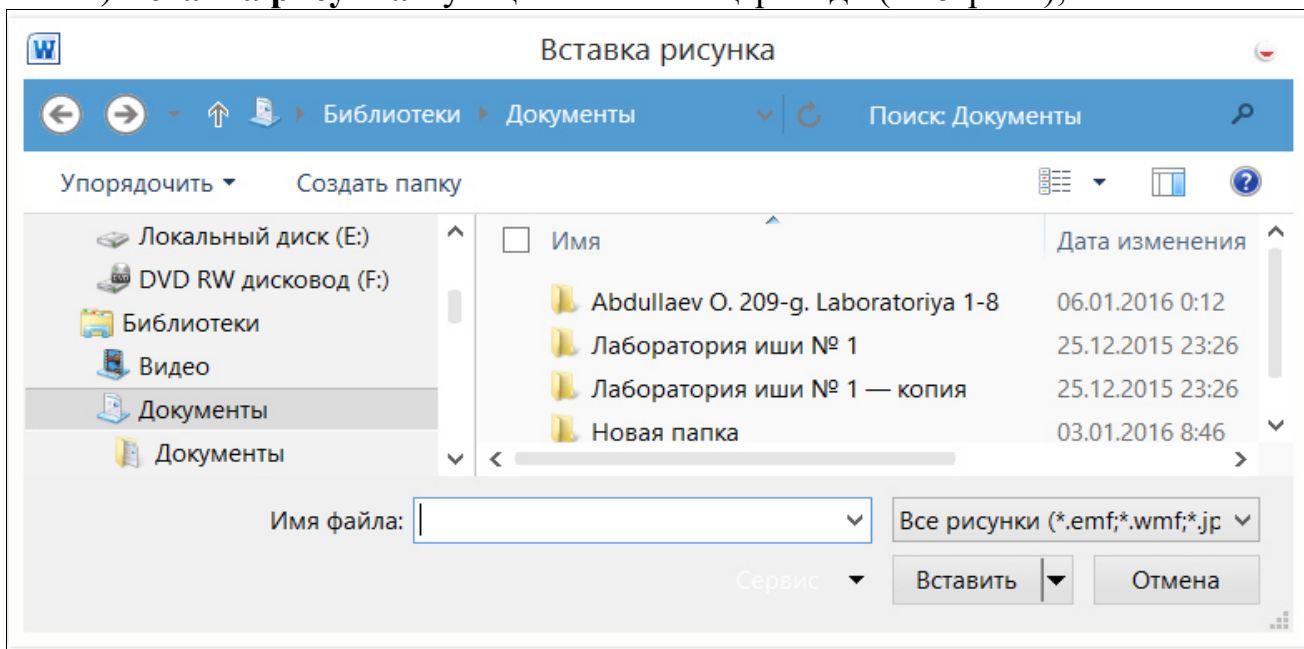 Вставка рисунка
Библиотеки Документы Поиск: Документы
Упорядочить Создать папку
Локальный диск (E:)
DVD RW дисковод (F:)
Библиотеки
Видео
Документы
Документы
Имя Дата изменения
Abdullaev O. 209-g. Laboratoriya 1-8 06.01.2016 0:12
Лаборатория иши № 1 25.12.2015 23:26
Лаборатория иши № 1 — копия 25.12.2015 23:26
Новая папка 03.01.2016 8:46
Имя файла: Все рисунки (*.emf;*.wmf;*.jp
Сервис Вставить Отмена